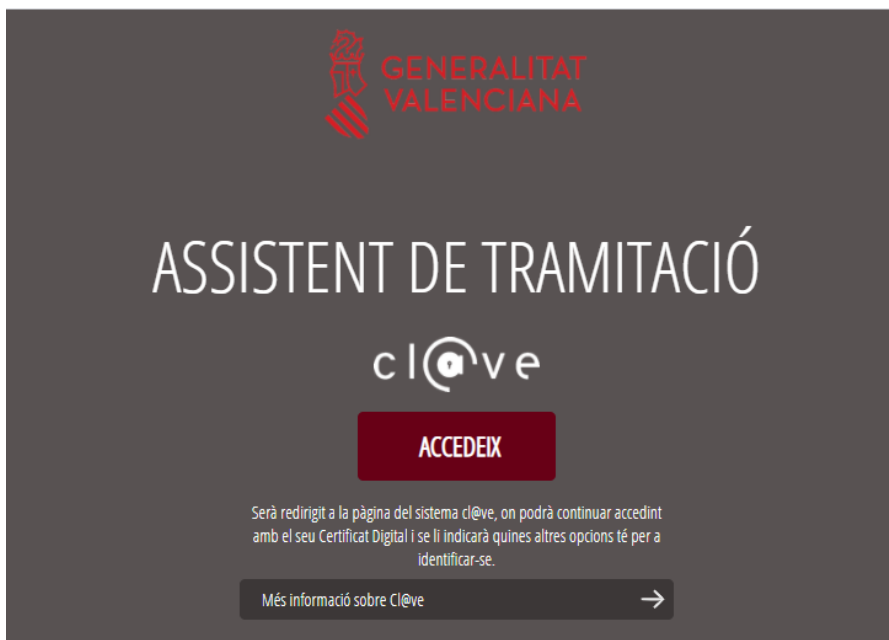 GENERALITAT
VALENCIANA
ASSISTENT DE TRAMITACIÓ
cl@ve
ACCEDEIX
Serà redirigit a la pàgina del sistema cl@ve, on podrà continuar accedint
amb el seu Certificat Digital i se li indicarà quines altres opcions té per a
identificar-se.
Més informació sobre Cl@ve